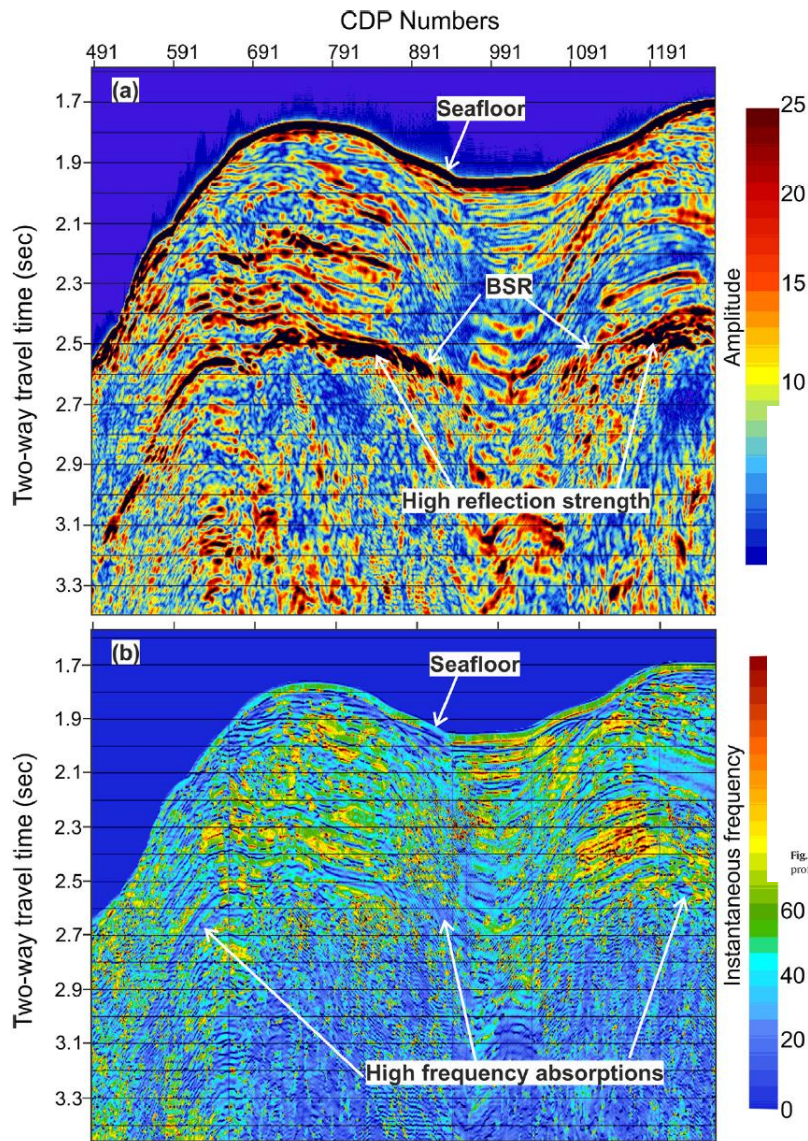 CDP Numbers
491 591 691 791 891 991 1091 1191
(a)
Seafloor
BSR
High reflection strength
Two-way travel time (sec)
1.7
1.9
2.1
2.3
2.5
2.7
2.9
3.1
3.3
Amplitude
25
20
15
10
(b)
Seafloor
High frequency absorptions
Two-way travel time (sec)
1.7
1.9
2.1
2.3
2.5
2.7
2.9
3.1
3.3
Instantaneous frequency
60
40
20
0
Fig.